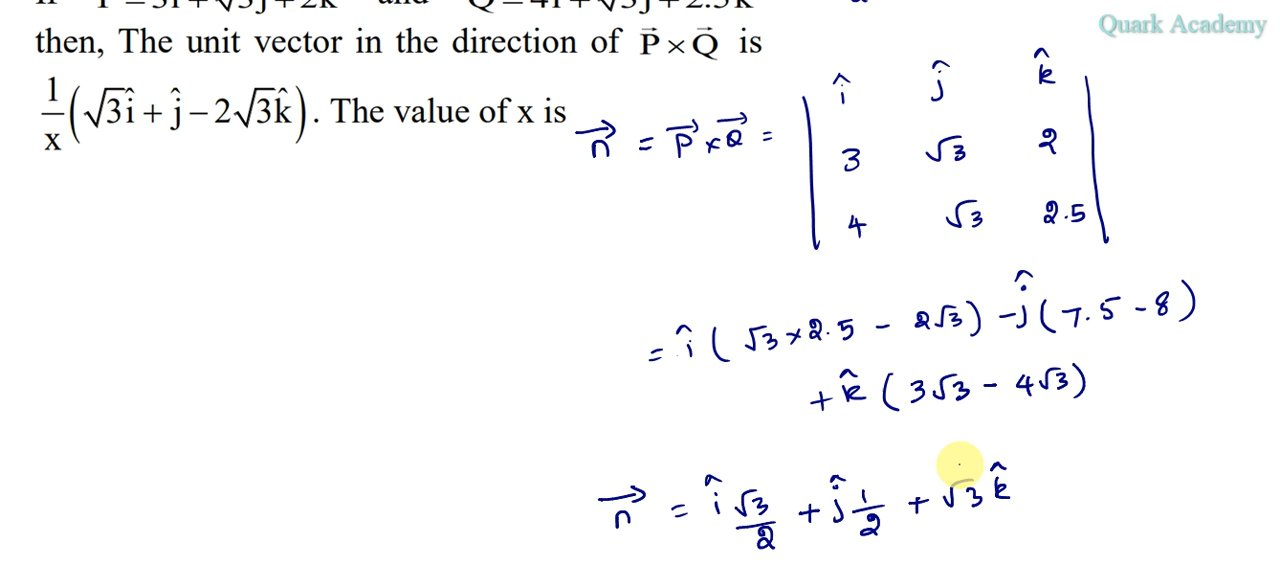 Quark Academy
then, The unit vector in the direction of P⃗ × Q⃗ is
1/x (√3î + ĵ − 2√3k̂). The value of x is
n⃗ = P⃗ × Q⃗ = | î ĵ k̂ |
3 √3 2
4 √3 2.5
= î (√3 × 2.5 − 2√3) − ĵ (7.5 − 8)
+ k̂ (3√3 − 4√3)
n⃗ = î √3/2 + ĵ 1/2 + √3 k̂